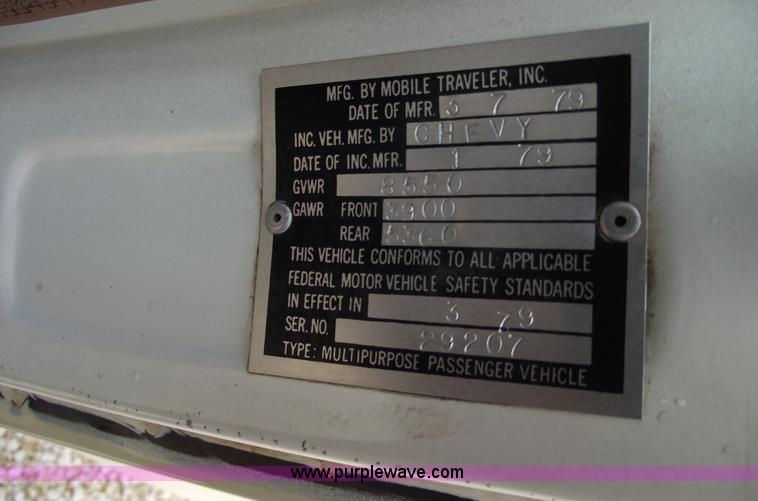 MFG. BY MOBILE TRAVELER, INC.
DATE OF MFR. 3 7 79
INC. VEH. MFG. BY CHEVY
DATE OF INC. MFR. 1 79
GVWR 8550
GAWR FRONT 3900
REAR 5360
THIS VEHICLE CONFORMS TO ALL APPLICABLE
FEDERAL MOTOR VEHICLE SAFETY STANDARDS
IN EFFECT IN 3 79
SER. NO. 29207
TYPE: MULTIPURPOSE PASSENGER VEHICLE
www.purplewave.com